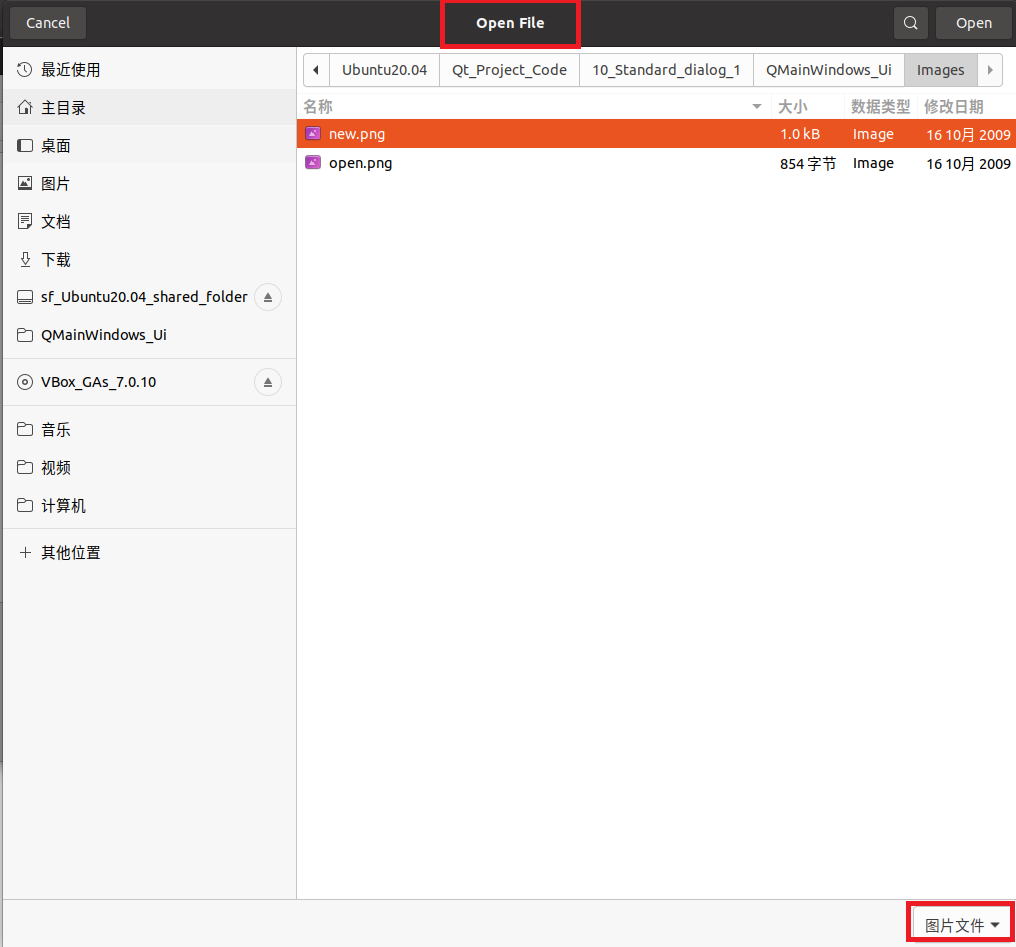 Cancel Open File Open
最近使用
主目录
桌面
图片
文档
下载
sf_Ubuntu20.04_shared_folder
QMainWindows_Ui
VBox_GAs_7.0.10
音乐
视频
计算机
其他位置
Ubuntu20.04 Qt_Project_Code 10_Standard_dialog_1 QMainWindows_Ui Images
名称 大小 数据类型 修改日期
new.png 1.0 kB Image 16 10月 2009
open.png 854 字节 Image 16 10月 2009
图片文件